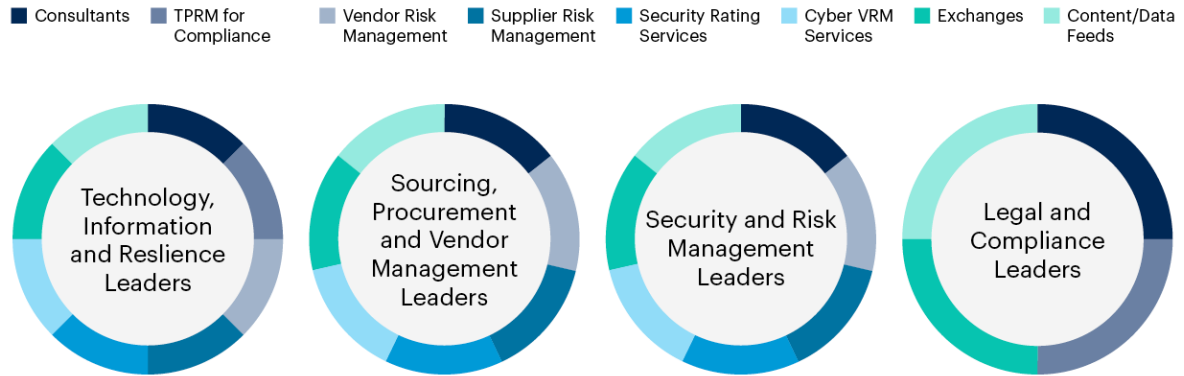 Consultants
TPRM for
Compliance
Vendor Risk
Management
Supplier Risk
Management
Security Rating
Services
Cyber VRM
Services
Exchanges
Content/Data
Feeds
Technology,
Information
and Reslience
Leaders
Sourcing,
Procurement
and Vendor
Management
Leaders
Security and Risk
Management
Leaders
Legal and
Compliance
Leaders